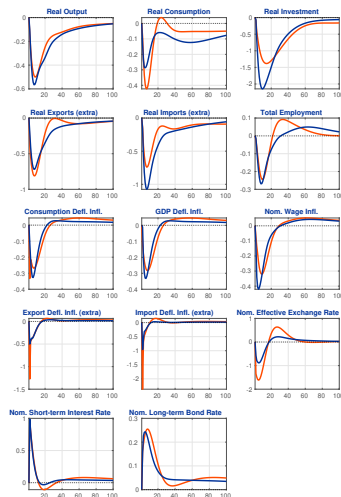 Real Output Real Consumption Real Investment
0 0 0
-0.2 -0.1 -0.5
-0.2 -1
-0.4 -0.3 -1.5
-0.6 -0.4 -2
20 40 60 80 100 20 40 60 80 100 20 40 60 80 100
Real Exports (extra) Real Imports (extra) Total Employment
0 0 0.1
0
-0.5 -0.5 -0.1
-0.2
-1 -1 -0.3
20 40 60 80 100 20 40 60 80 100 20 40 60 80 100
Consumption Defl. Infl. GDP Defl. Infl. Nom. Wage Infl.
0 0 0
-0.1 -0.1 -0.1
-0.2 -0.2 -0.2
-0.3 -0.3 -0.3
-0.4 -0.4 -0.4
20 40 60 80 100 20 40 60 80 100 20 40 60 80 100
Export Defl. Infl. (extra) Import Defl. Infl. (extra) Nom. Effective Exchange Rate
0 0 1
-0.5 -0.5 0
-1 -1 -1
-1.5
-1.5 -2 -2
20 40 60 80 100 20 40 60 80 100 20 40 60 80 100
Nom. Short-term Interest Rate Nom. Long-term Bond Rate
1 0.3
0.5 0.2
0.1
0 0
20 40 60 80 100 20 40 60 80 100